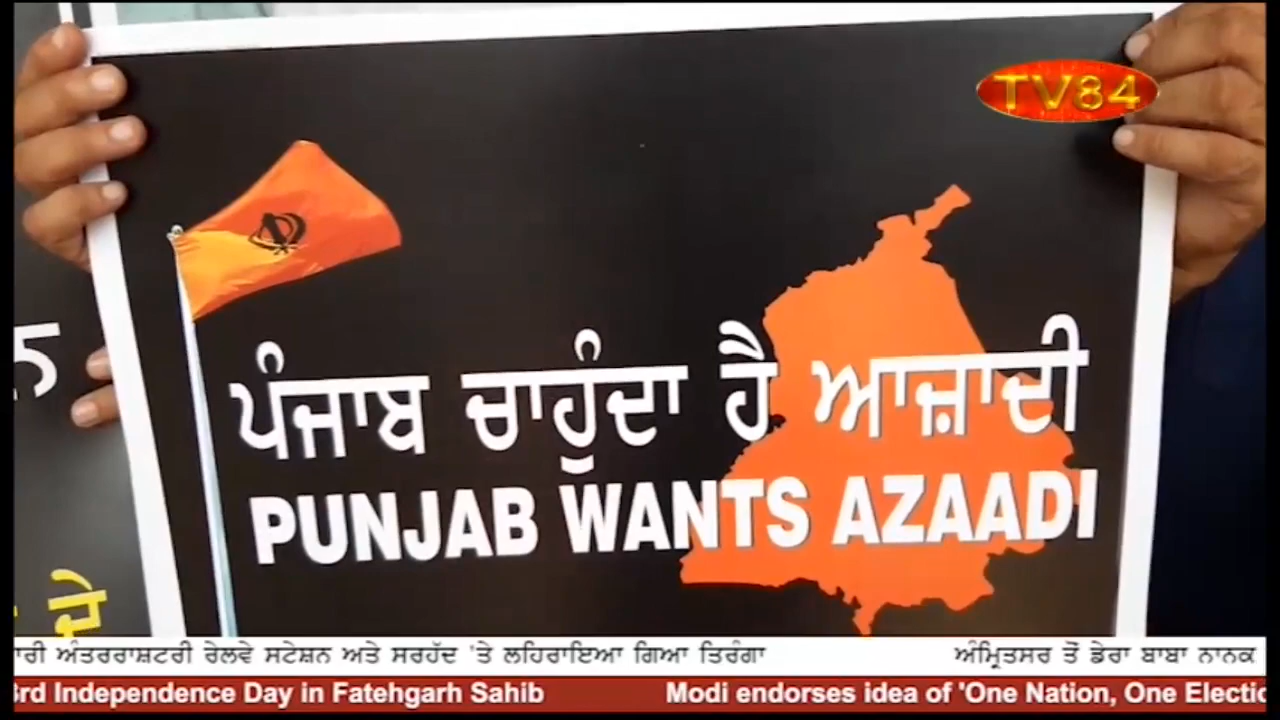 TV84
ਪੰਜਾਬ ਚਾਹੁੰਦਾ ਹੈ ਆਜ਼ਾਦੀ
PUNJAB WANTS AZAADI
ਅੰਤਰਰਾਸ਼ਟਰੀ ਰੇਲਵੇ ਸਟੇਸ਼ਨ ਅਤੇ ਸਰਹੱਦ 'ਤੇ ਲਹਿਰਾਇਆ ਗਿਆ ਤਿਰੰਗਾ ਅੰਮ੍ਰਿਤਸਰ ਤੋਂ ਡੇਰਾ ਬਾਬਾ ਨਾਨਕ
3rd Independence Day in Fatehgarh Sahib Modi endorses idea of 'One Nation, One